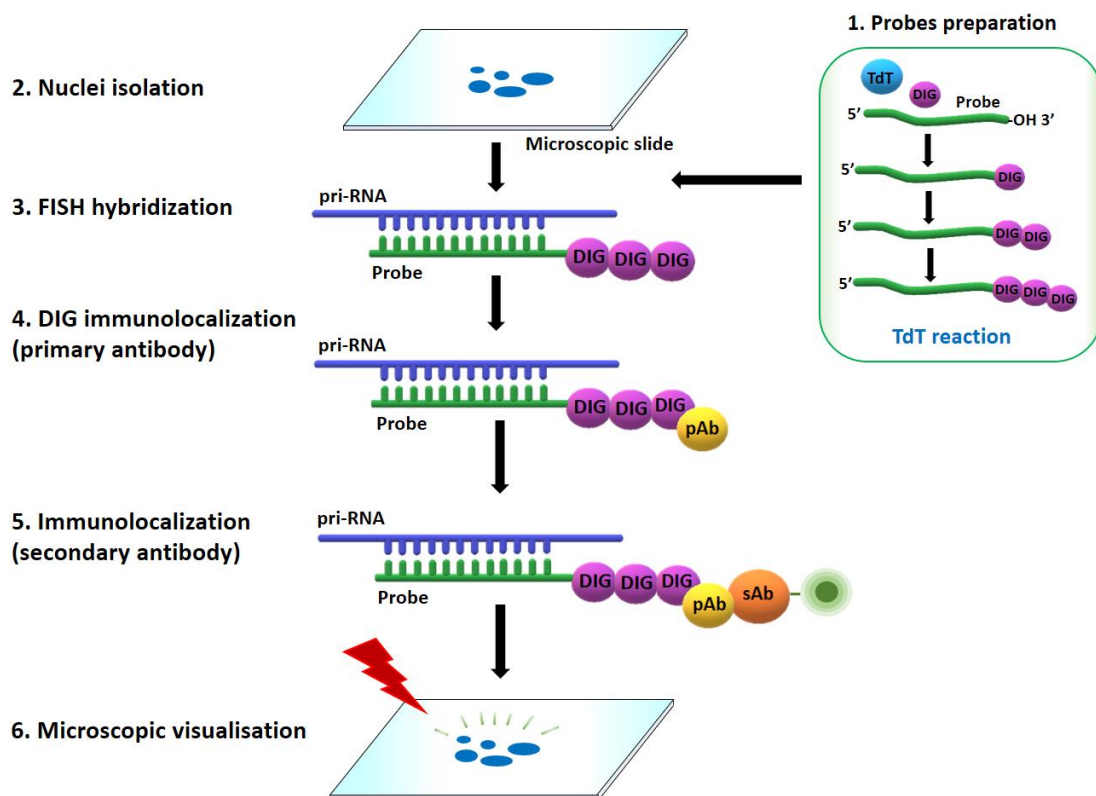 1. Probes preparation
TdT
DIG
Probe
5’
-OH 3’
5’
DIG
5’
DIG DIG
5’
DIG DIG DIG
TdT reaction
2. Nuclei isolation
Microscopic slide
3. FISH hybridization
pri-RNA
DIG DIG DIG
Probe
4. DIG immunolocalization
(primary antibody)
pri-RNA
DIG DIG DIG
pAb
Probe
5. Immunolocalization
(secondary antibody)
pri-RNA
DIG DIG DIG
pAb
sAb
Probe
6. Microscopic visualisation